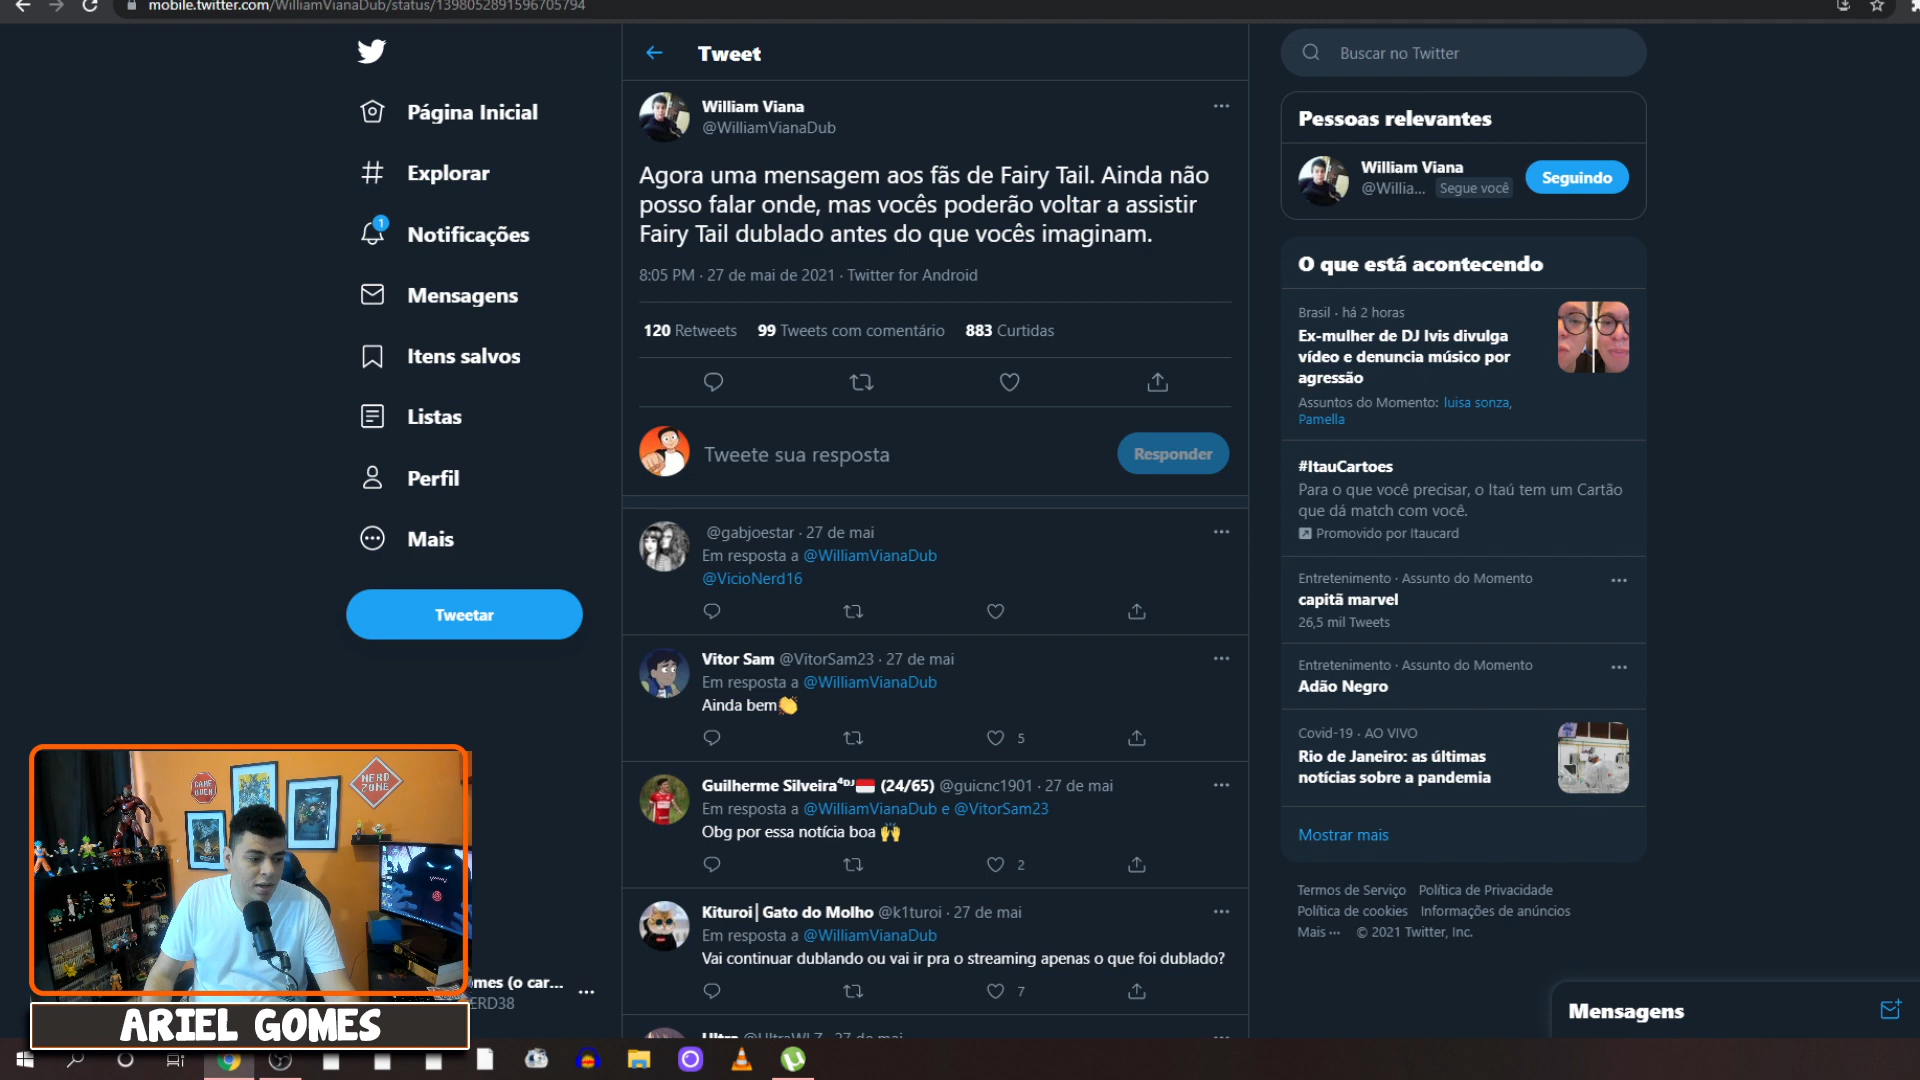 mobile.twitter.com/WilliamVianaDub/status/1398052891596705794
Página Inicial
Explorar
1
Notificações
Mensagens
Itens salvos
Listas
Perfil
Mais
Tweetar
Tweet
William Viana
@WilliamVianaDub
Agora uma mensagem aos fãs de Fairy Tail. Ainda não
posso falar onde, mas vocês poderão voltar a assistir
Fairy Tail dublado antes do que vocês imaginam.
8:05 PM · 27 de mai de 2021 · Twitter for Android
120 Retweets 99 Tweets com comentário 883 Curtidas
Tweete sua resposta
Responder
@gabjoestar · 27 de mai
Em resposta a @WilliamVianaDub
@VicioNerd16
Vitor Sam @VitorSam23 · 27 de mai
Em resposta a @WilliamVianaDub
Ainda bem👏
5
Guilherme Silveira⁴ᴰᴶ (24/65) @guicnc1901 · 27 de mai
Em resposta a @WilliamVianaDub e @VitorSam23
Obg por essa notícia boa 🙌
2
Kituroi | Gato do Molho @k1turoi · 27 de mai
Em resposta a @WilliamVianaDub
Vai continuar dublando ou vai ir pra o streaming apenas o que foi dublado?
7
Ultra @UltraWLZ · 27 de mai
Buscar no Twitter
Pessoas relevantes
William Viana
@Willia... Segue você
Seguindo
O que está acontecendo
Brasil · há 2 horas
Ex-mulher de DJ Ivis divulga
vídeo e denuncia músico por
agressão
Assuntos do Momento: luisa sonza,
Pamella
#ItauCartoes
Para o que você precisar, o Itaú tem um Cartão
que dá match com você.
Promovido por Itaucard
Entretenimento · Assunto do Momento
capitã marvel
26,5 mil Tweets
Entretenimento · Assunto do Momento
Adão Negro
Covid-19 · AO VIVO
Rio de Janeiro: as últimas
notícias sobre a pandemia
Mostrar mais
Termos de Serviço Política de Privacidade
Política de cookies Informações de anúncios
Mais ··· © 2021 Twitter, Inc.
Mensagens
GAME OVER
NERD
ZONE
omes (o car...
ERD38
ARIEL GOMES